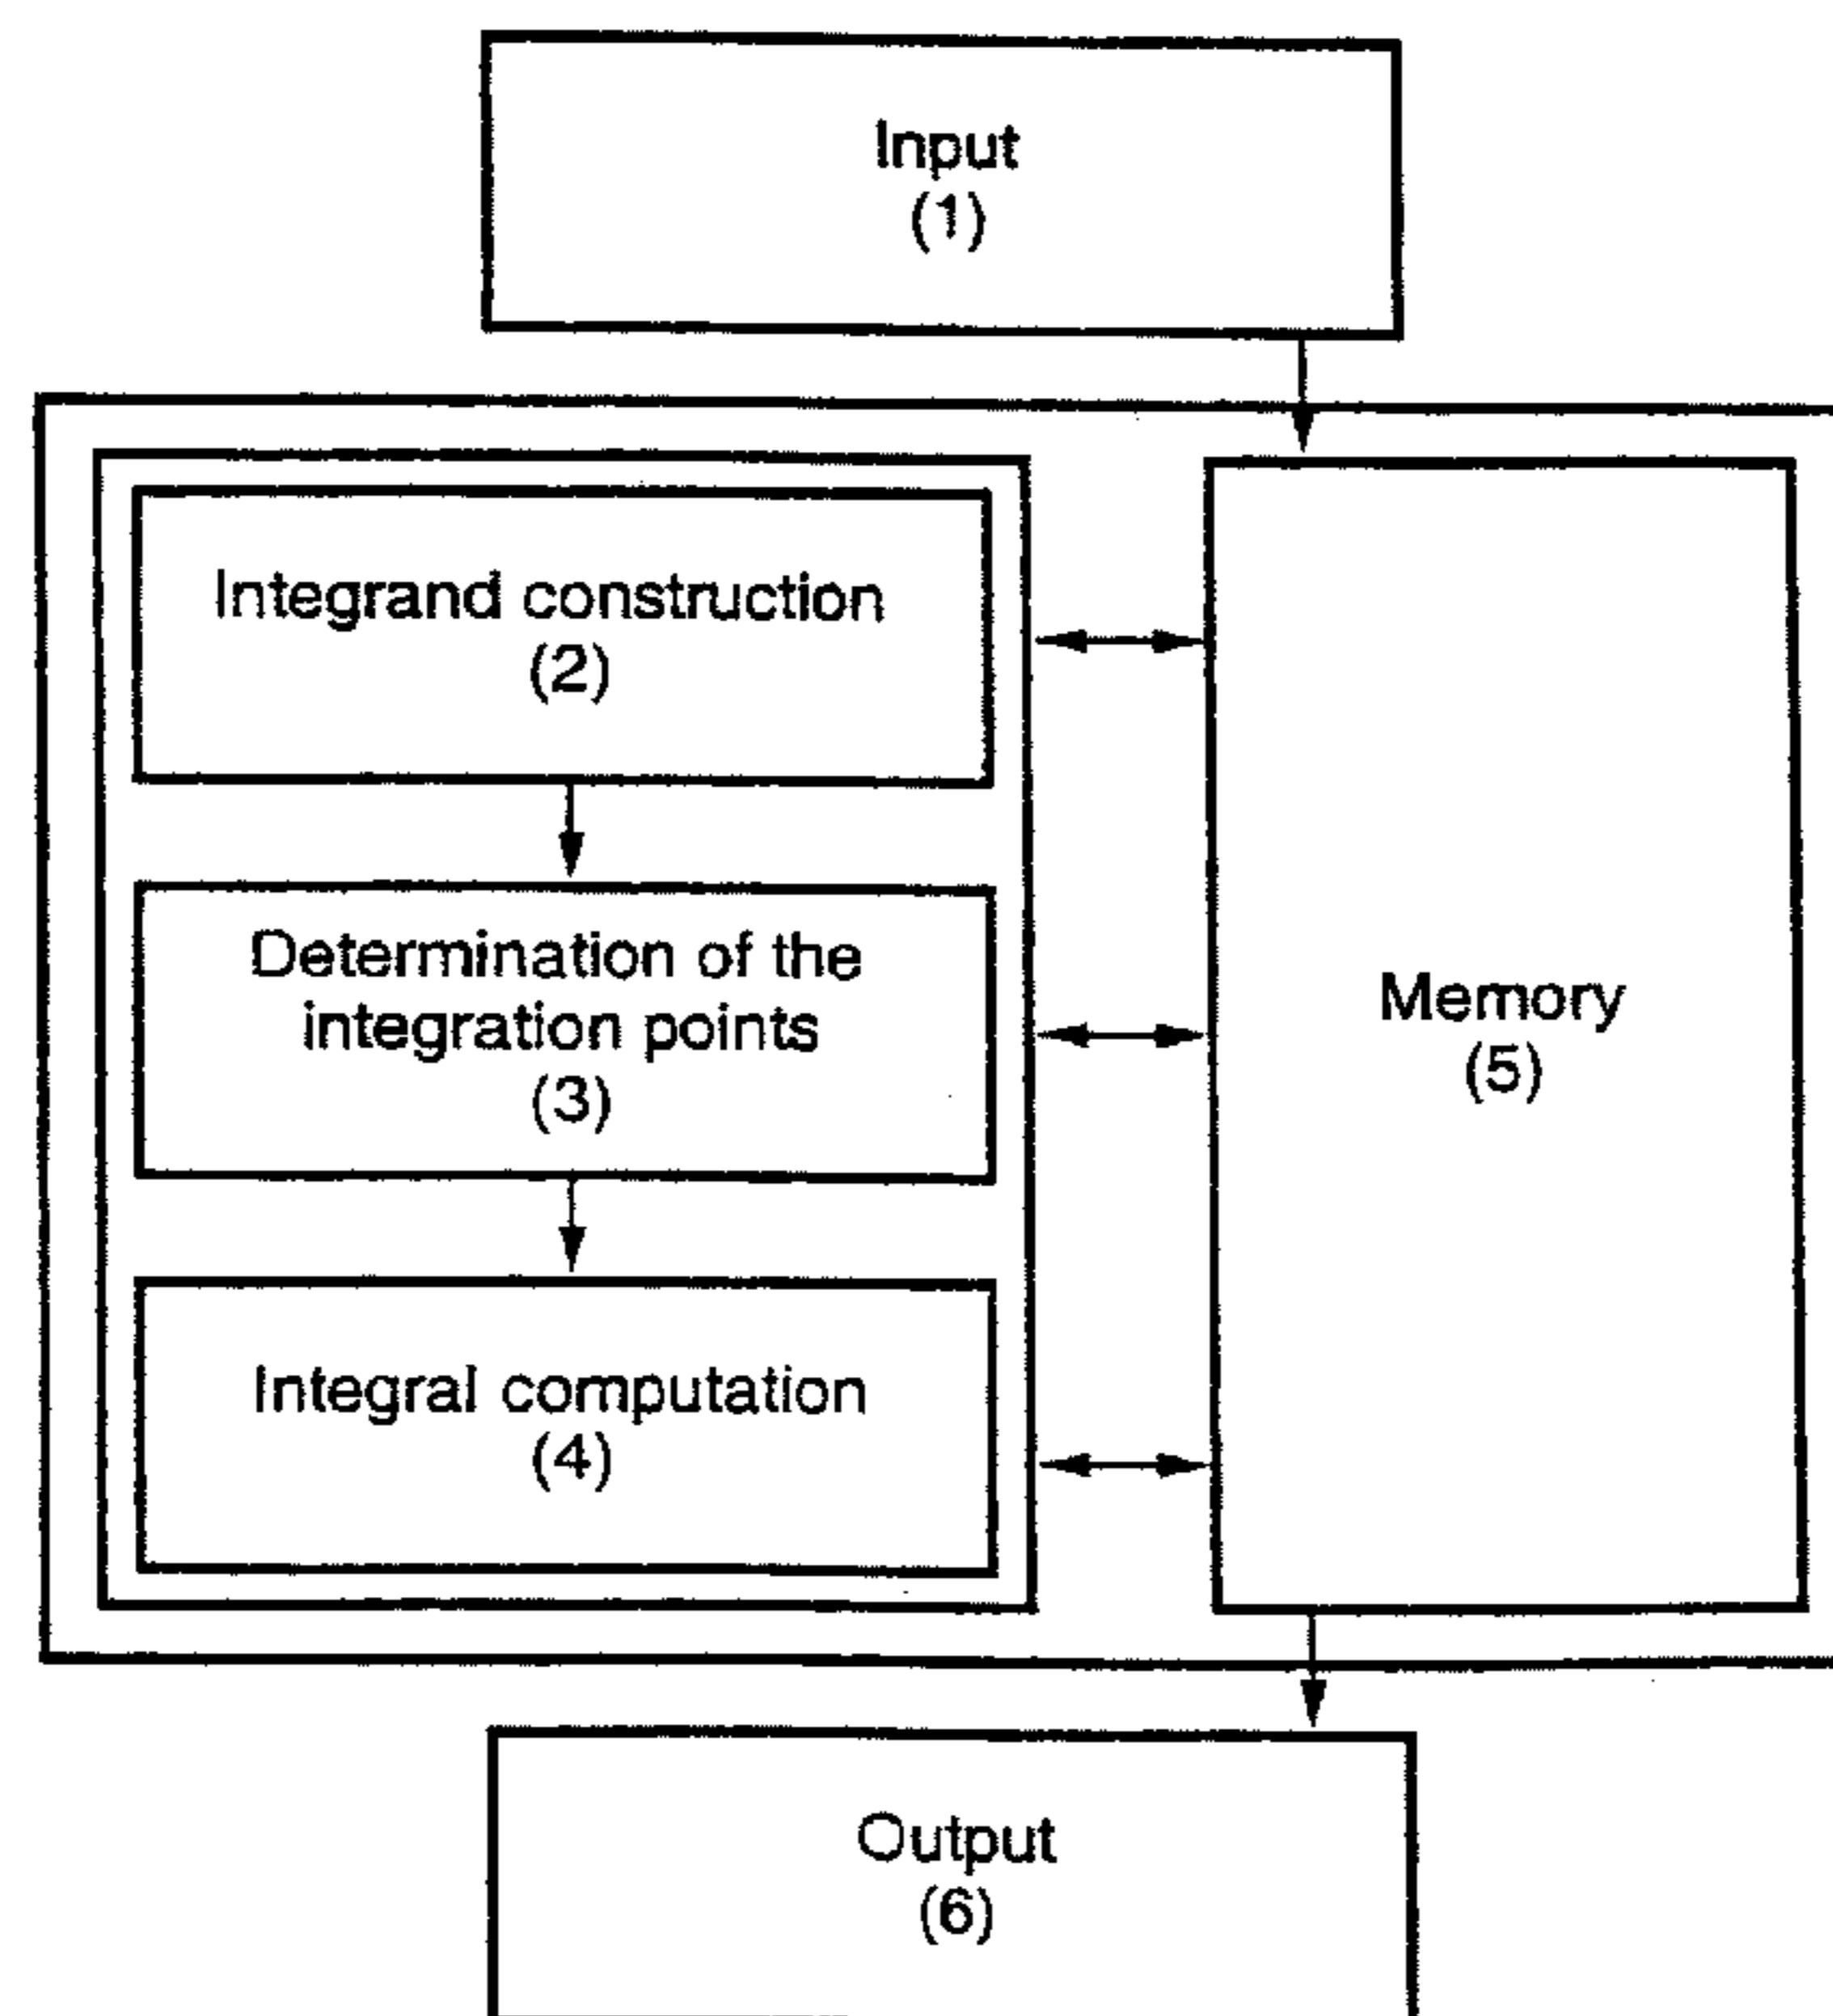 Input
(1)
Integrand construction
(2)
Determination of the
integration points
(3)
Integral computation
(4)
Memory
(5)
Output
(6)